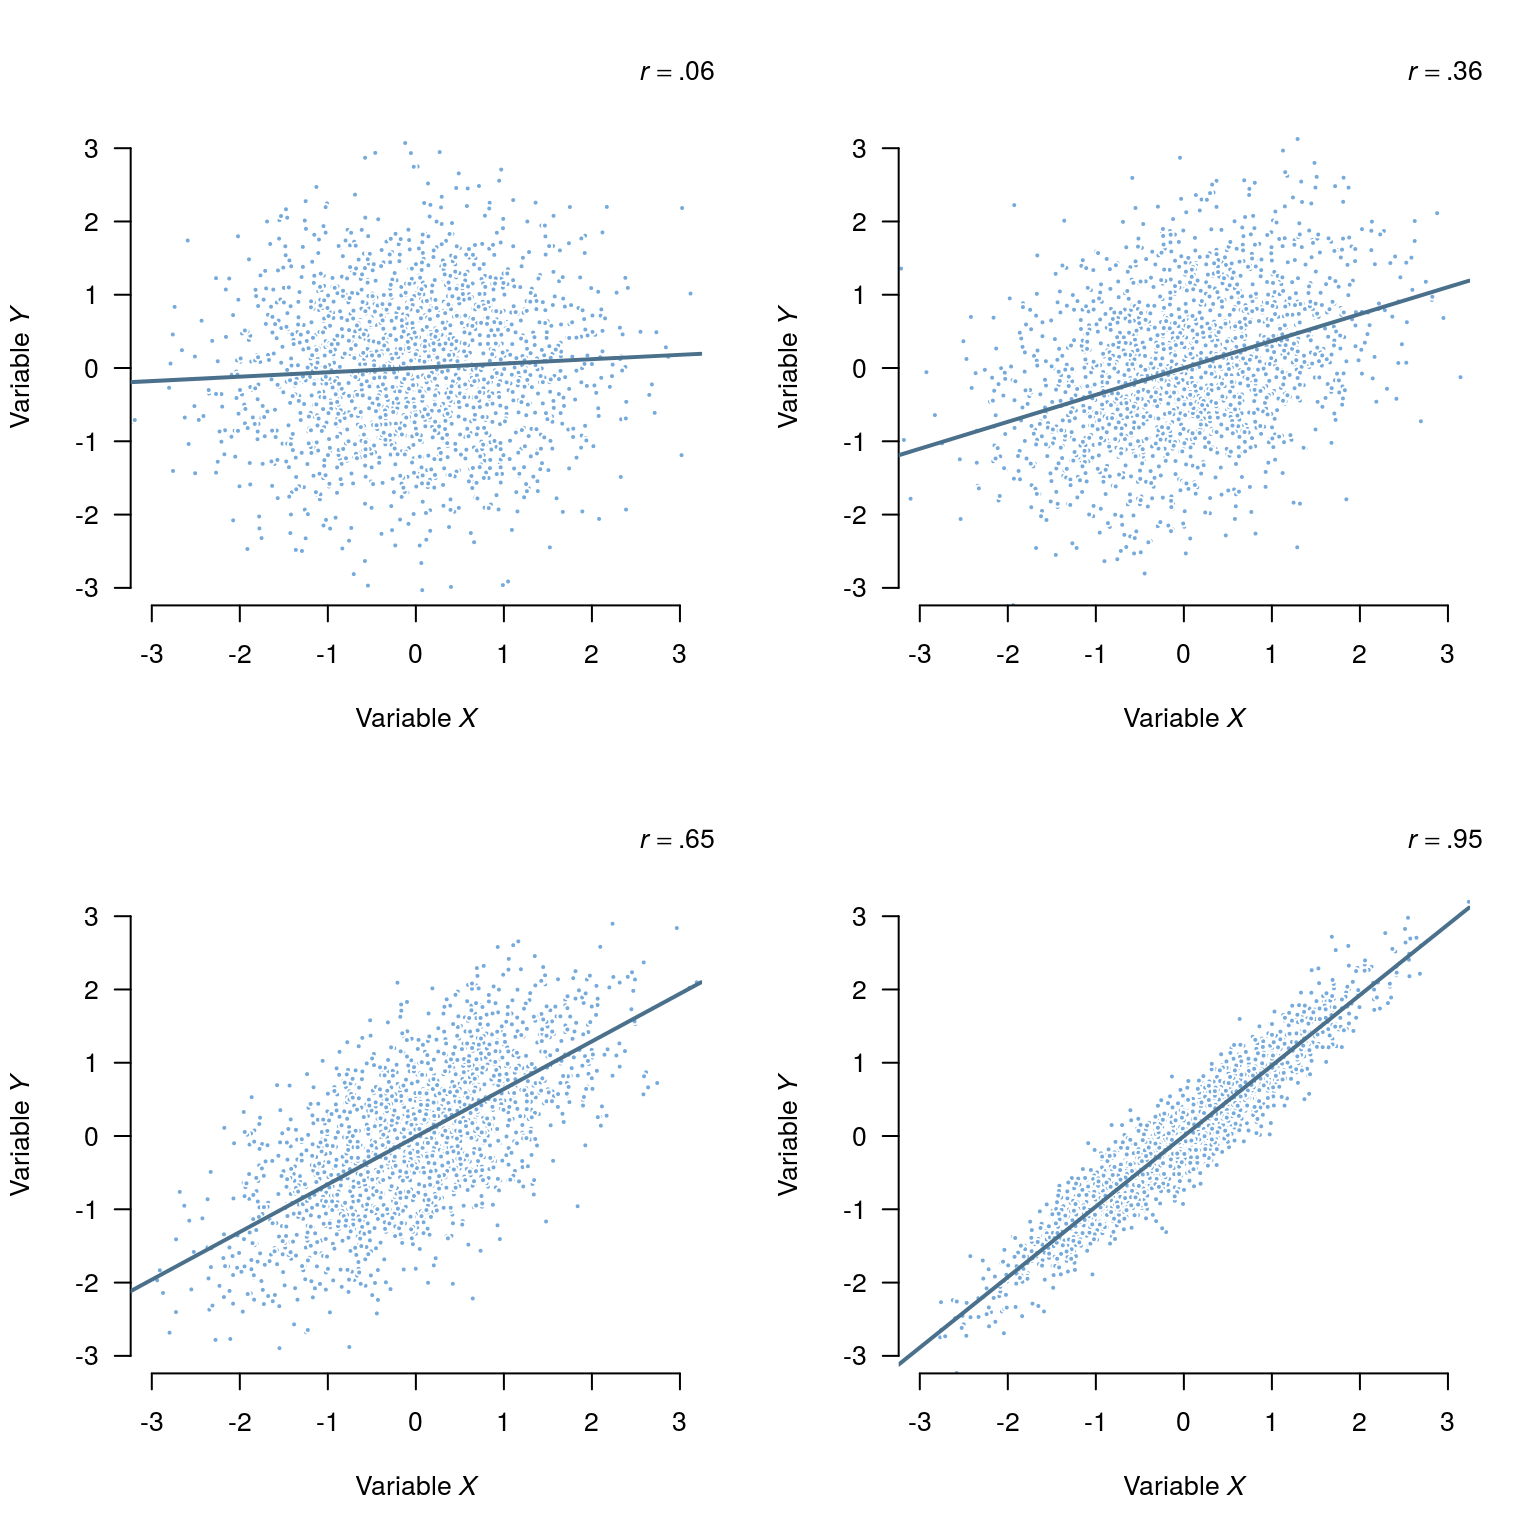 r = .06
3
2
1
0
-1
-2
-3
Variable Y
-3 -2 -1 0 1 2 3
Variable X
r = .36
3
2
1
0
-1
-2
-3
Variable Y
-3 -2 -1 0 1 2 3
Variable X
r = .65
3
2
1
0
-1
-2
-3
Variable Y
-3 -2 -1 0 1 2 3
Variable X
r = .95
3
2
1
0
-1
-2
-3
Variable Y
-3 -2 -1 0 1 2 3
Variable X